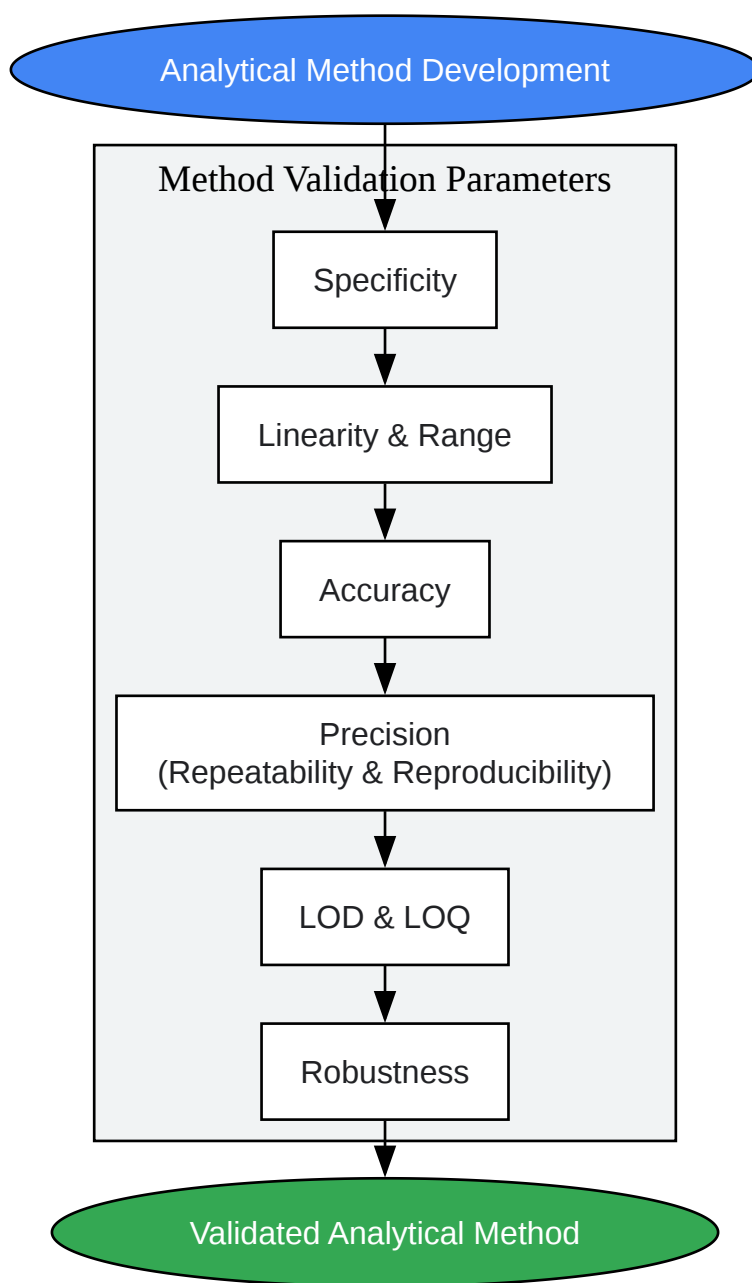 Analytical Method Development
Method Validation Parameters
Specificity
Linearity & Range
Accuracy
Precision
(Repeatability & Reproducibility)
LOD & LOQ
Robustness
Validated Analytical Method